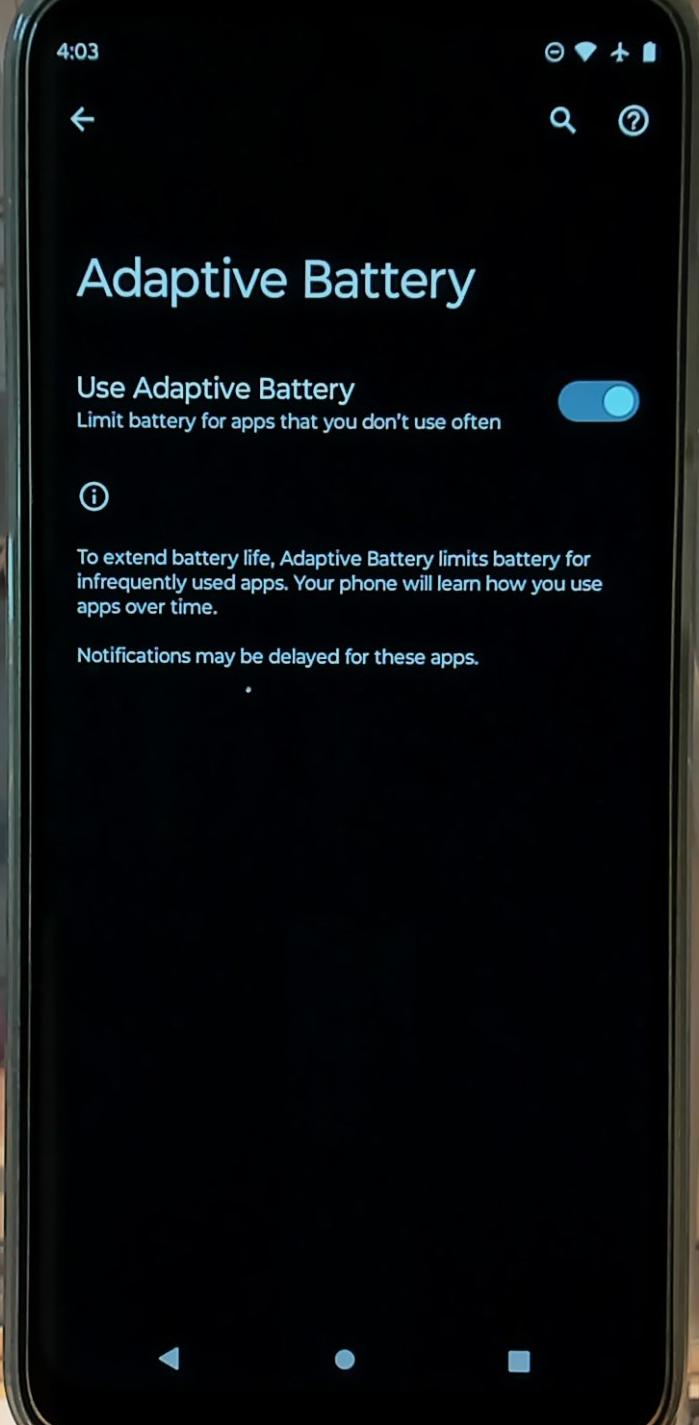 4:03
Adaptive Battery
Use Adaptive Battery
Limit battery for apps that you don't use often
To extend battery life, Adaptive Battery limits battery for
infrequently used apps. Your phone will learn how you use
apps over time.
Notifications may be delayed for these apps.